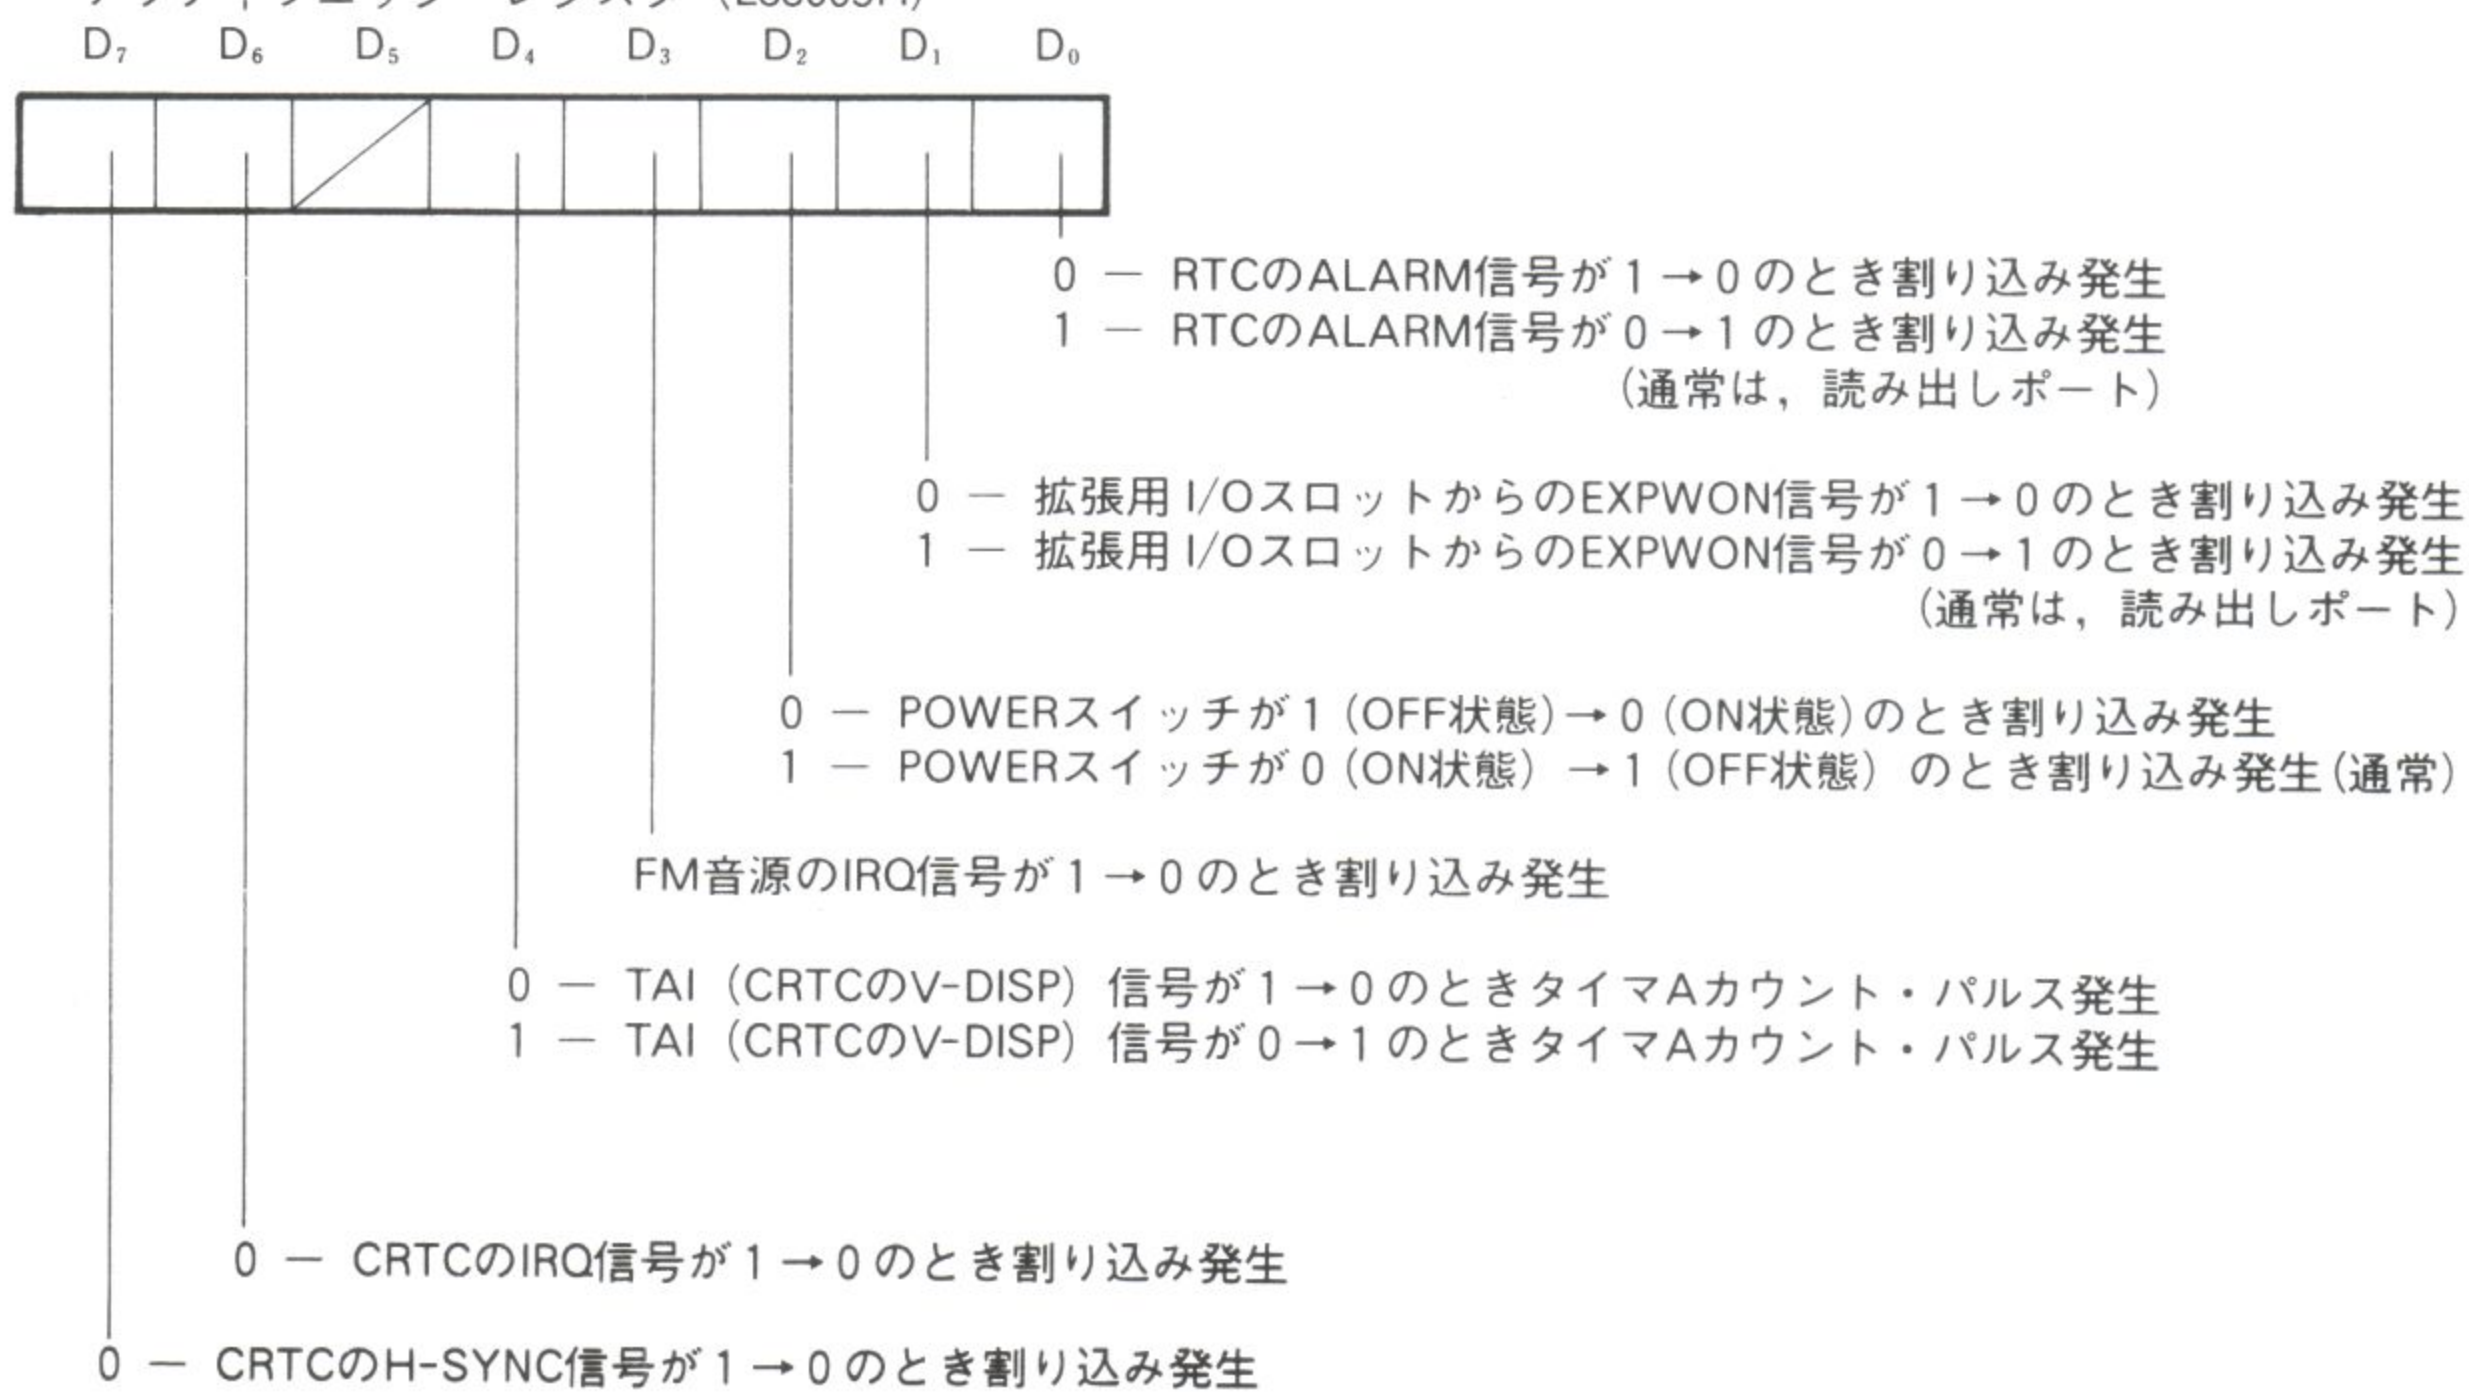 D₇ D₆ D₅ D₄ D₃ D₂ D₁ D₀
0 — RTCのALARM信号が1→0のとき割り込み発生
1 — RTCのALARM信号が0→1のとき割り込み発生
(通常は，読み出しポート)
0 — 拡張用I/OスロットからのEXPWON信号が1→0のとき割り込み発生
1 — 拡張用I/OスロットからのEXPWON信号が0→1のとき割り込み発生
(通常は，読み出しポート)
0 — POWERスイッチが1(OFF状態)→0(ON状態)のとき割り込み発生
1 — POWERスイッチが0(ON状態)→1(OFF状態)のとき割り込み発生(通常)
FM音源のIRQ信号が1→0のとき割り込み発生
0 — TAI (CRTCのV-DISP) 信号が1→0のときタイマAカウント・パルス発生
1 — TAI (CRTCのV-DISP) 信号が0→1のときタイマAカウント・パルス発生
0 — CRTCのIRQ信号が1→0のとき割り込み発生
0 — CRTCのH-SYNC信号が1→0のとき割り込み発生